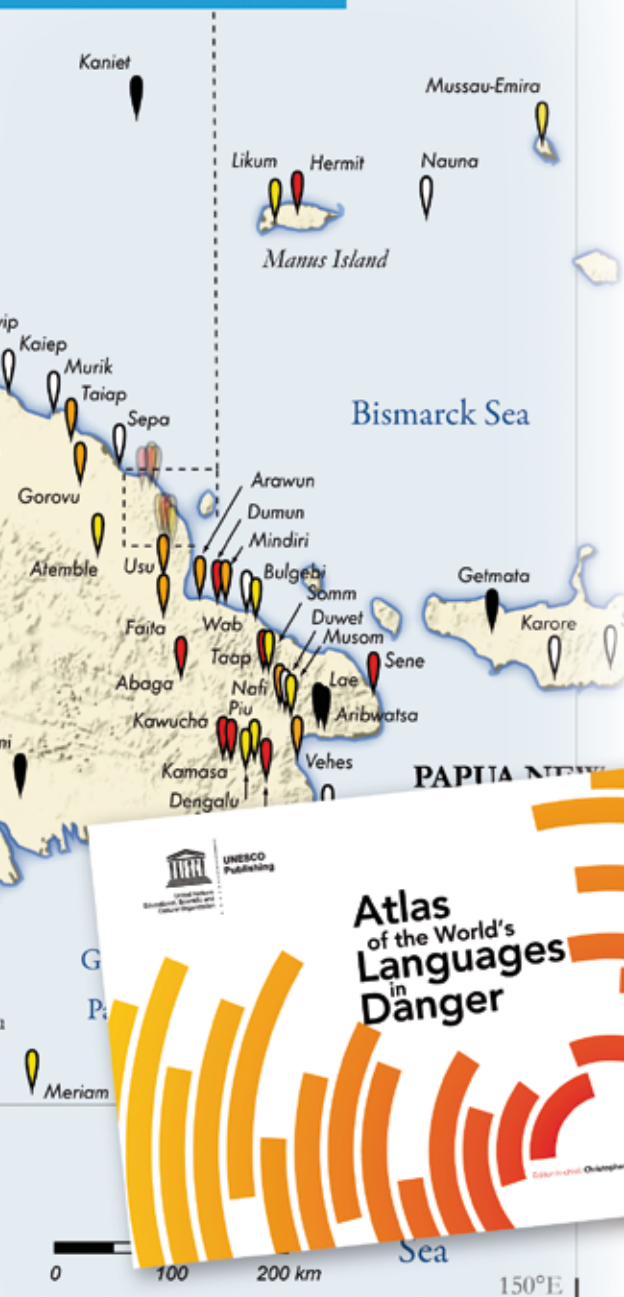 Kaniet
Mussau-Emira
Likum
Hermit
Nauna
Manus Island
Kaiep
Murik
Taiap
Sepa
Bismarck Sea
Gorovu
Arawun
Dumun
Mindiri
Atemble
Usu
Bulgebi
Getmata
Somm
Faita
Wab
Duwet
Karore
Taap
Musom
Abaga
Nafi
Lae
Sene
Piu
Kawucha
Aribwatsa
Kamasa
Vehes
Dengalu
PAPUA NEW
UNESCO
Publishing
United Nations
Educational, Scientific and
Cultural Organization
Atlas
of the World's
Languages
in
Danger
Meriam
Sea
0 100 200 km
150°E